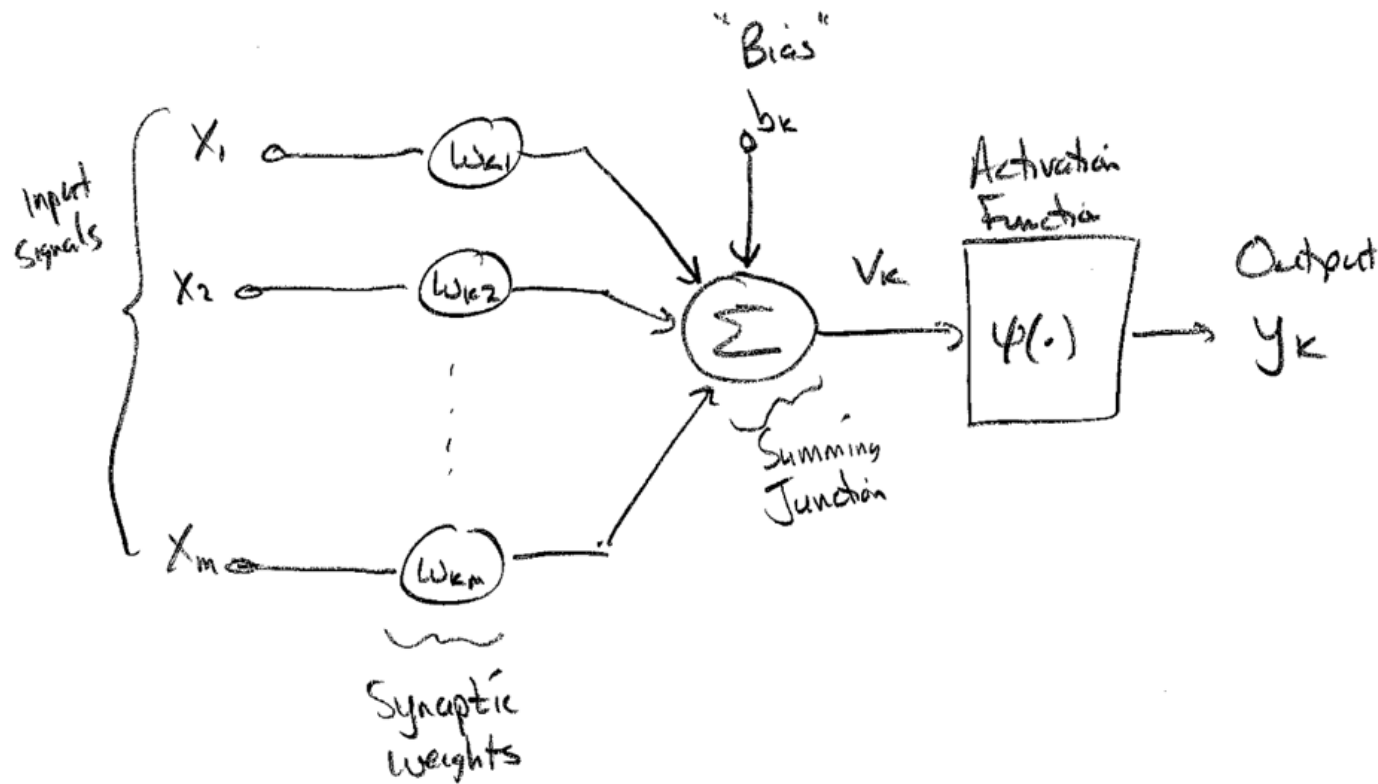 "Bias"
bₖ
Input
Signals
X₁
wₖ₁
X₂
wₖ₂
Xₘ
wₖₘ
Σ
Summing
Junction
Vₖ
Activation
Function
φ(·)
Output
yₖ
Synaptic
Weights